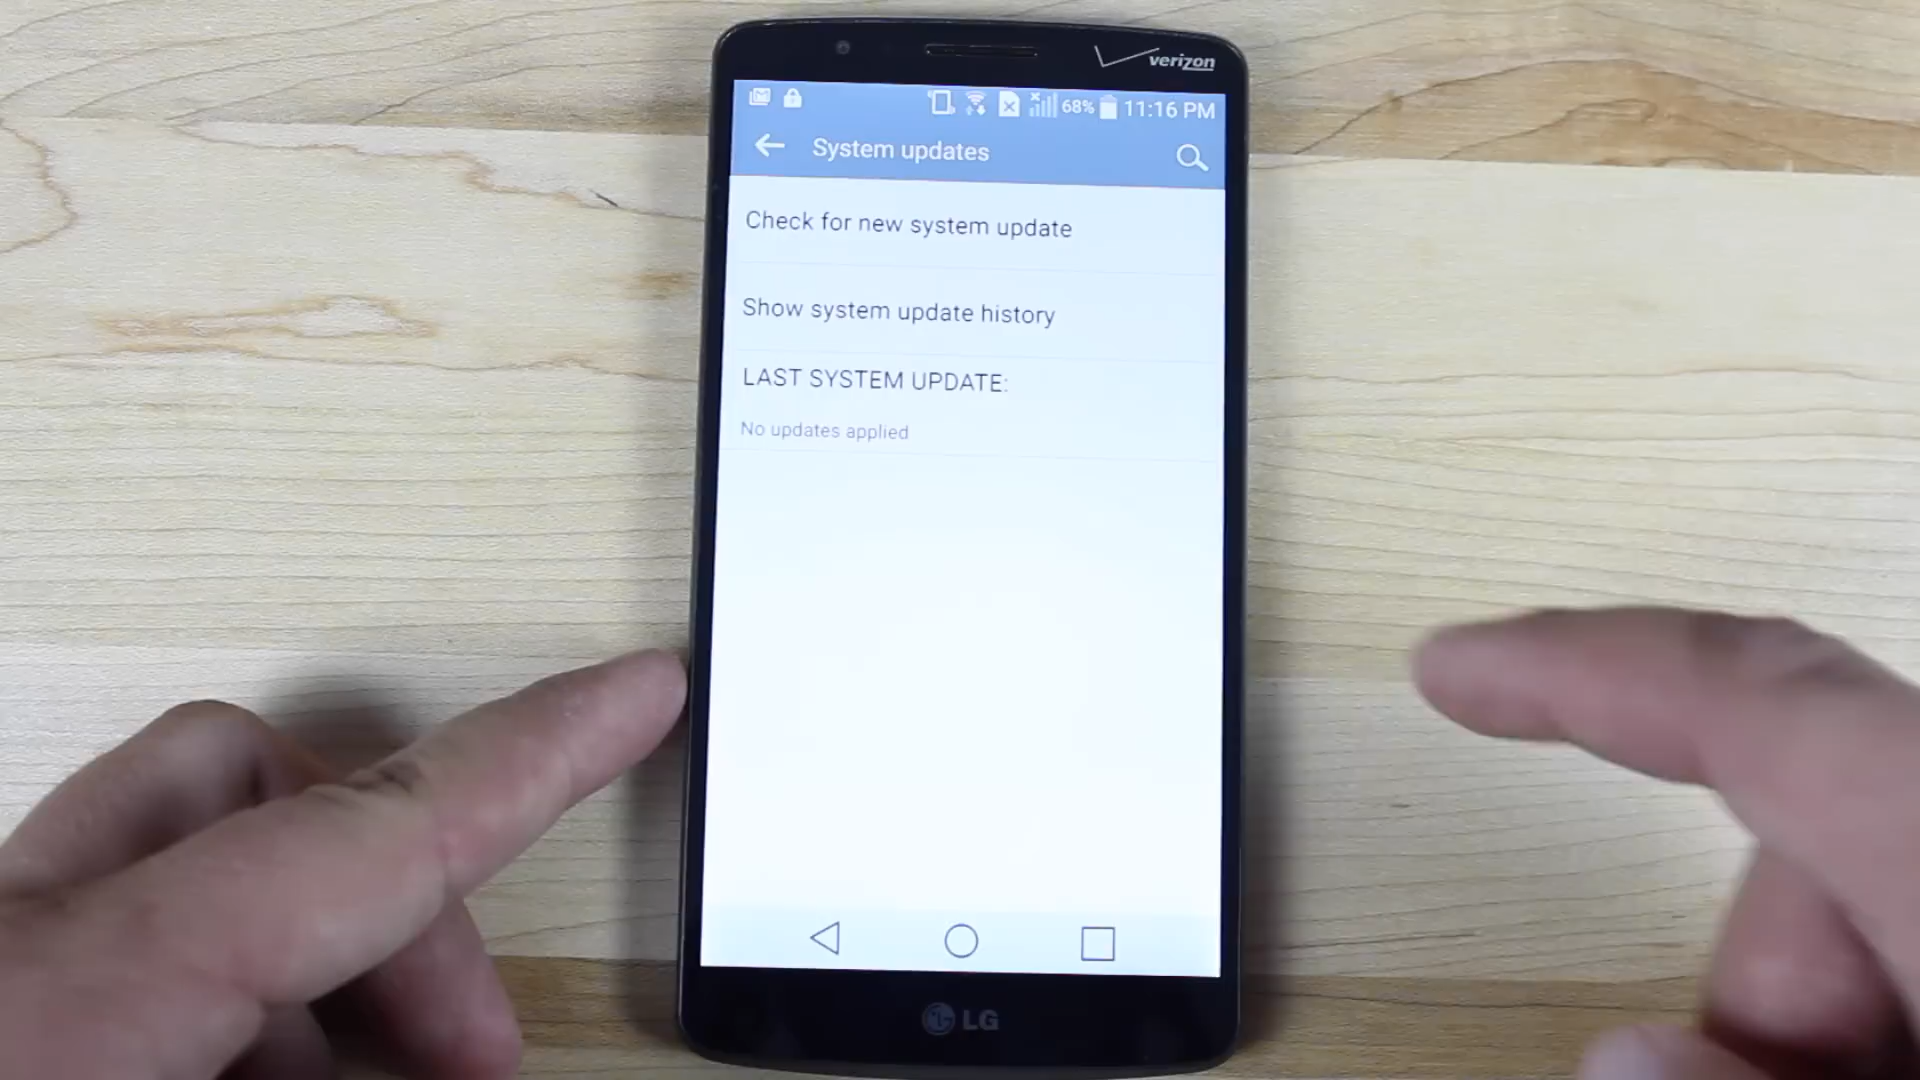 verizon
68% 11:16 PM
System updates
Check for new system update
Show system update history
LAST SYSTEM UPDATE:
No updates applied
LG